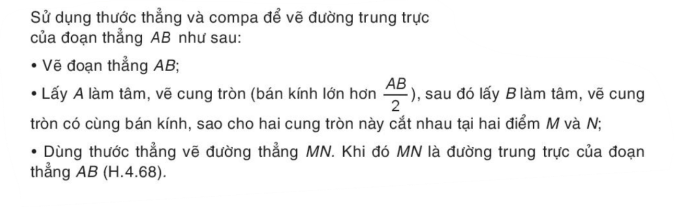 Sử dụng thước thẳng và compa để vẽ đường trung trực
của đoạn thẳng AB như sau:
• Vẽ đoạn thẳng AB;
• Lấy A làm tâm, vẽ cung tròn (bán kính lớn hơn AB/2), sau đó lấy B làm tâm, vẽ cung
tròn có cùng bán kính, sao cho hai cung tròn này cắt nhau tại hai điểm M và N;
• Dùng thước thẳng vẽ đường thẳng MN. Khi đó MN là đường trung trực của đoạn
thẳng AB (H.4.68).